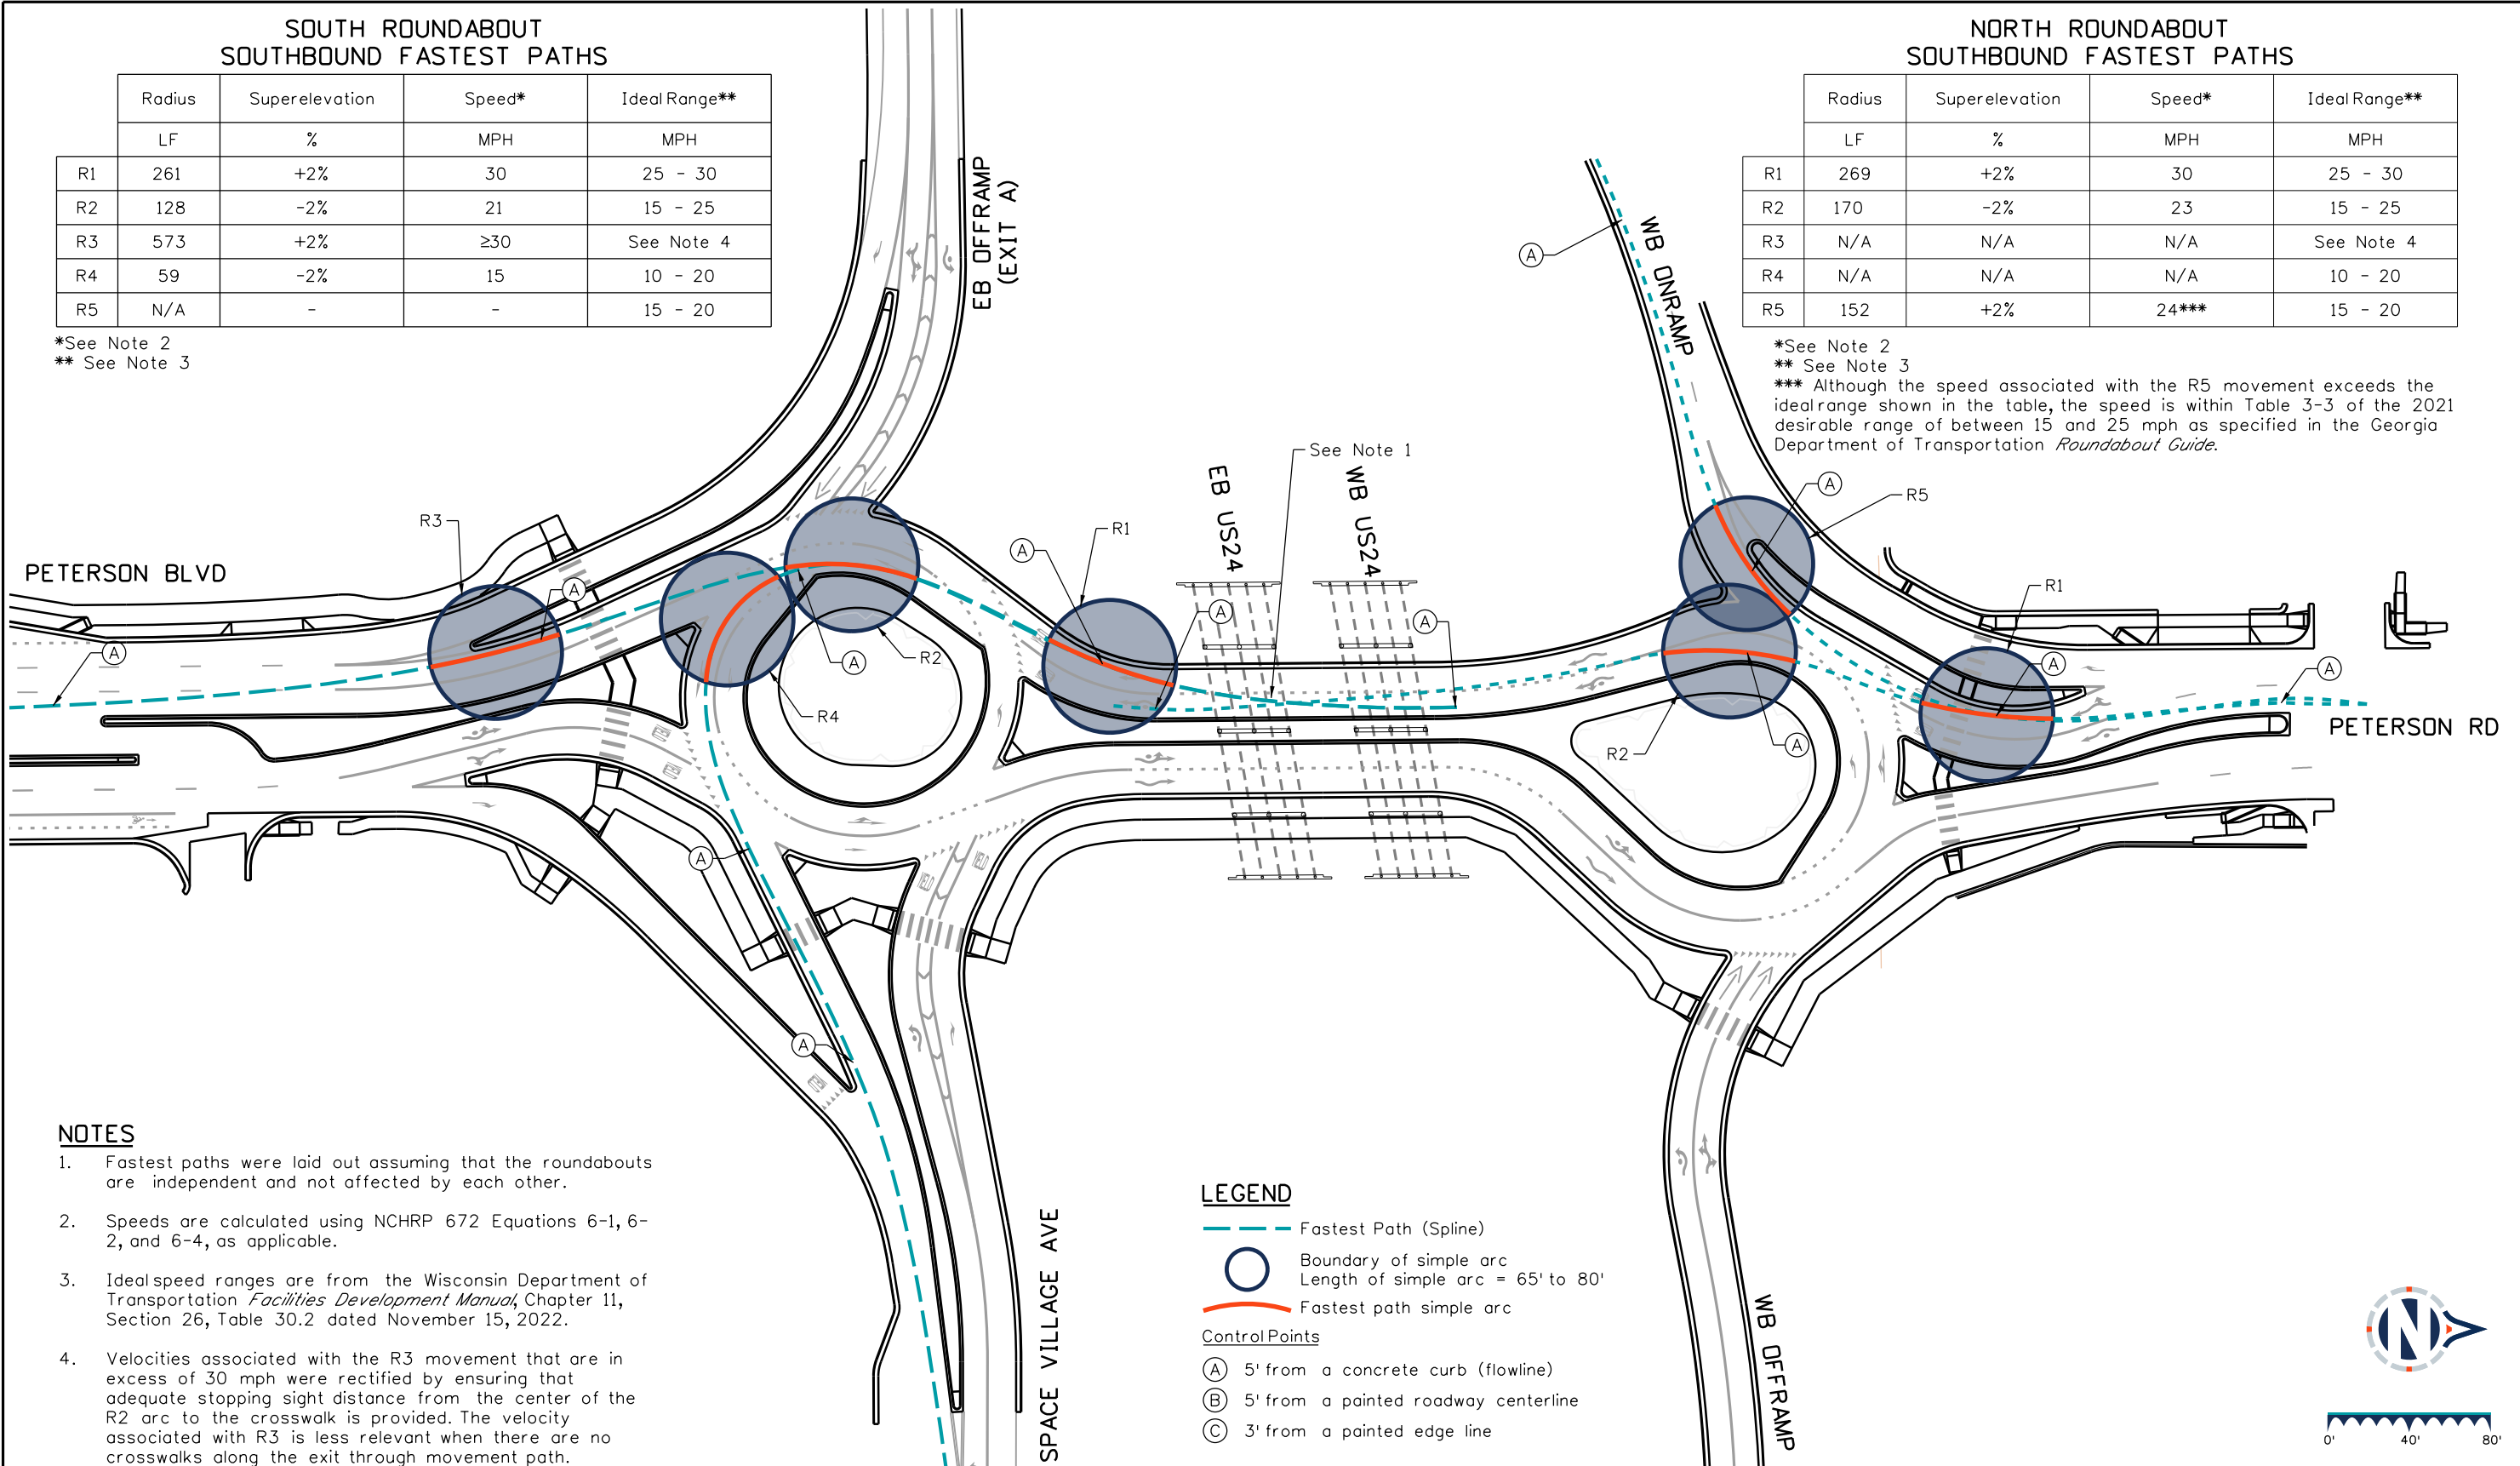 SOUTH ROUNDABOUT
SOUTHBOUND FASTEST PATHS
Radius Superelevation Speed* Ideal Range**
LF % MPH MPH
R1 261 +2% 30 25 - 30
R2 128 -2% 21 15 - 25
R3 573 +2% ≥30 See Note 4
R4 59 -2% 15 10 - 20
R5 N/A - - 15 - 20
*See Note 2
** See Note 3
NORTH ROUNDABOUT
SOUTHBOUND FASTEST PATHS
Radius Superelevation Speed* Ideal Range**
LF % MPH MPH
R1 269 +2% 30 25 - 30
R2 170 -2% 23 15 - 25
R3 N/A N/A N/A See Note 4
R4 N/A N/A N/A 10 - 20
R5 152 +2% 24*** 15 - 20
*See Note 2
** See Note 3
*** Although the speed associated with the R5 movement exceeds the
ideal range shown in the table, the speed is within Table 3-3 of the 2021
desirable range of between 15 and 25 mph as specified in the Georgia
Department of Transportation Roundabout Guide.
EB OFFRAMP
(EXIT A)
WB ONRAMP
A
See Note 1
EB US24
WB US24
A
R5
R3
R1
A
PETERSON BLVD
A
A
A
R1
A
A
R2
A
A
A
R4
R2
A
PETERSON RD
A
A
NOTES
1. Fastest paths were laid out assuming that the roundabouts
are independent and not affected by each other.
2. Speeds are calculated using NCHRP 672 Equations 6-1, 6-
2, and 6-4, as applicable.
3. Ideal speed ranges are from the Wisconsin Department of
Transportation Facilities Development Manual, Chapter 11,
Section 26, Table 30.2 dated November 15, 2022.
4. Velocities associated with the R3 movement that are in
excess of 30 mph were rectified by ensuring that
adequate stopping sight distance from the center of the
R2 arc to the crosswalk is provided. The velocity
associated with R3 is less relevant when there are no
crosswalks along the exit through movement path.
SPACE VILLAGE AVE
LEGEND
Fastest Path (Spline)
Boundary of simple arc
Length of simple arc = 65' to 80'
Fastest path simple arc
Control Points
A 5' from a concrete curb (flowline)
B 5' from a painted roadway centerline
C 3' from a painted edge line
WB OFFRAMP
N
0' 40' 80'